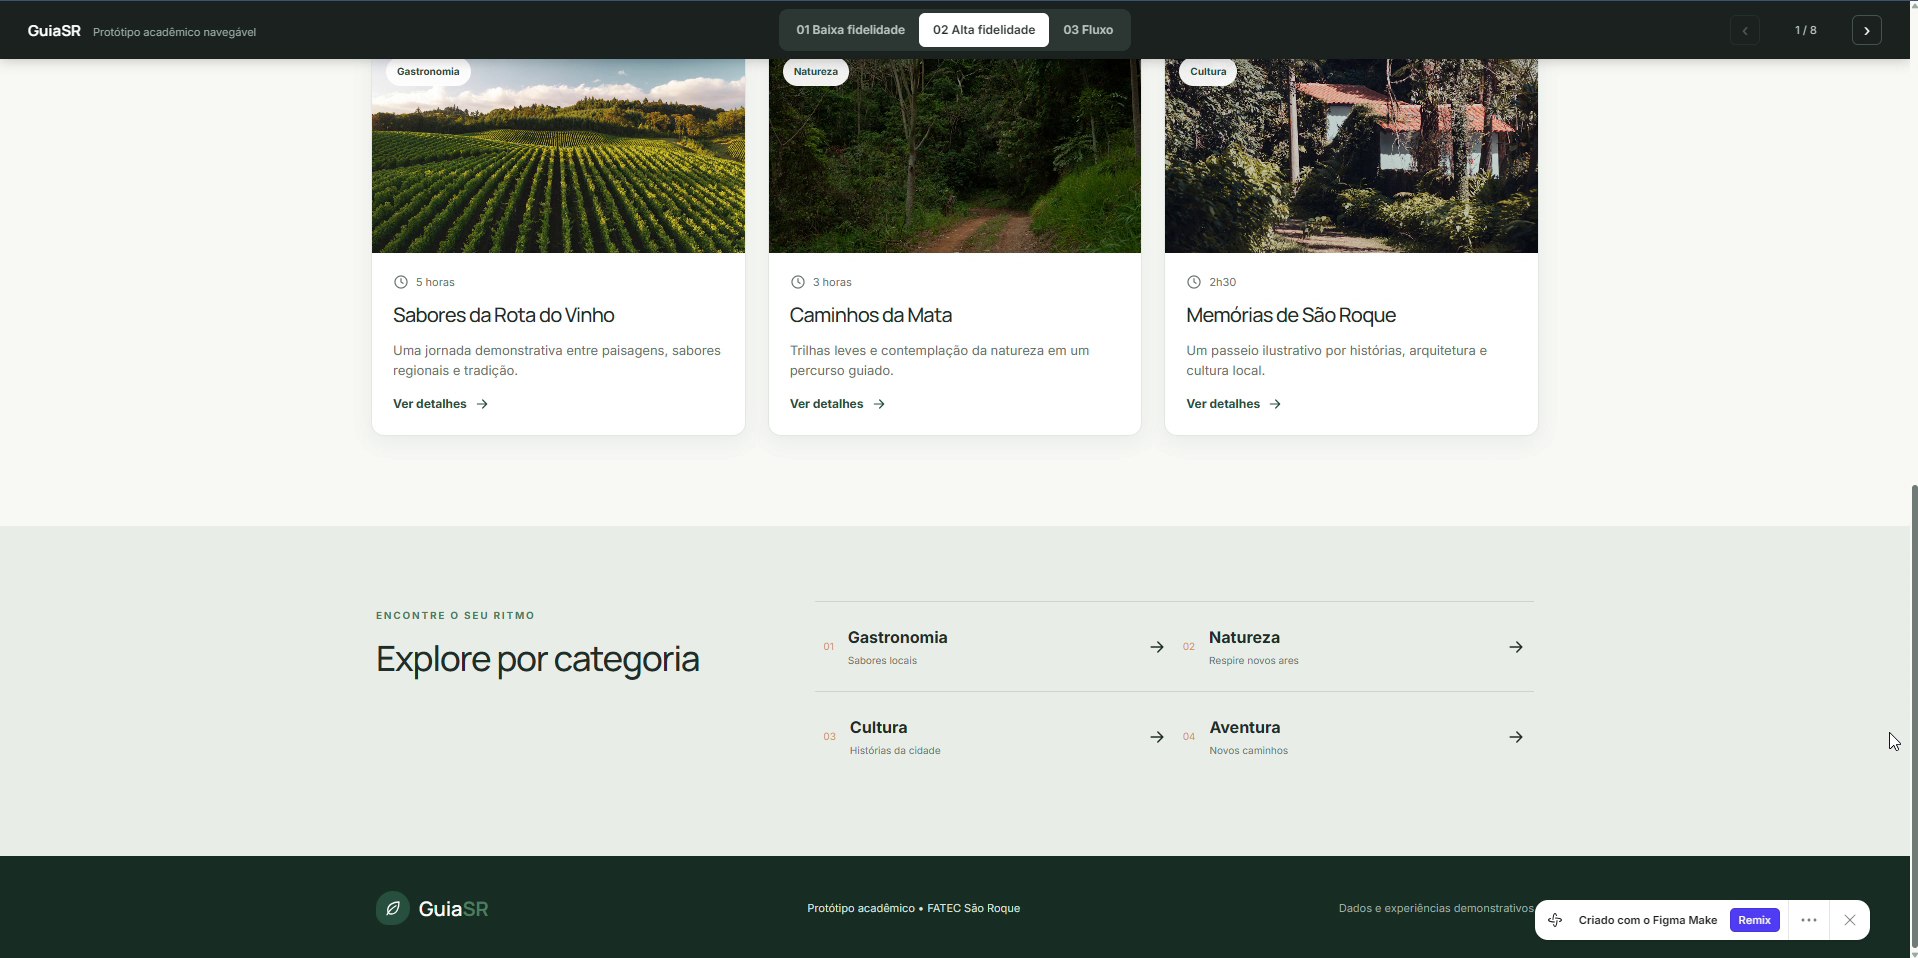 GuiaSR Protótipo acadêmico navegável
01 Baixa fidelidade 02 Alta fidelidade 03 Fluxo
1 / 8
Gastronomia
5 horas
Sabores da Rota do Vinho
Uma jornada demonstrativa entre paisagens, sabores
regionais e tradição.
Ver detalhes
Natureza
3 horas
Caminhos da Mata
Trilhas leves e contemplação da natureza em um
percurso guiado.
Ver detalhes
Cultura
2h30
Memórias de São Roque
Um passeio ilustrativo por histórias, arquitetura e
cultura local.
Ver detalhes
ENCONTRE O SEU RITMO
Explore por categoria
01 Gastronomia
Sabores locais
02 Natureza
Respire novos ares
03 Cultura
Histórias da cidade
04 Aventura
Novos caminhos
GuiaSR
Protótipo acadêmico • FATEC São Roque
Dados e experiências demonstrativos
Criado com o Figma Make Remix